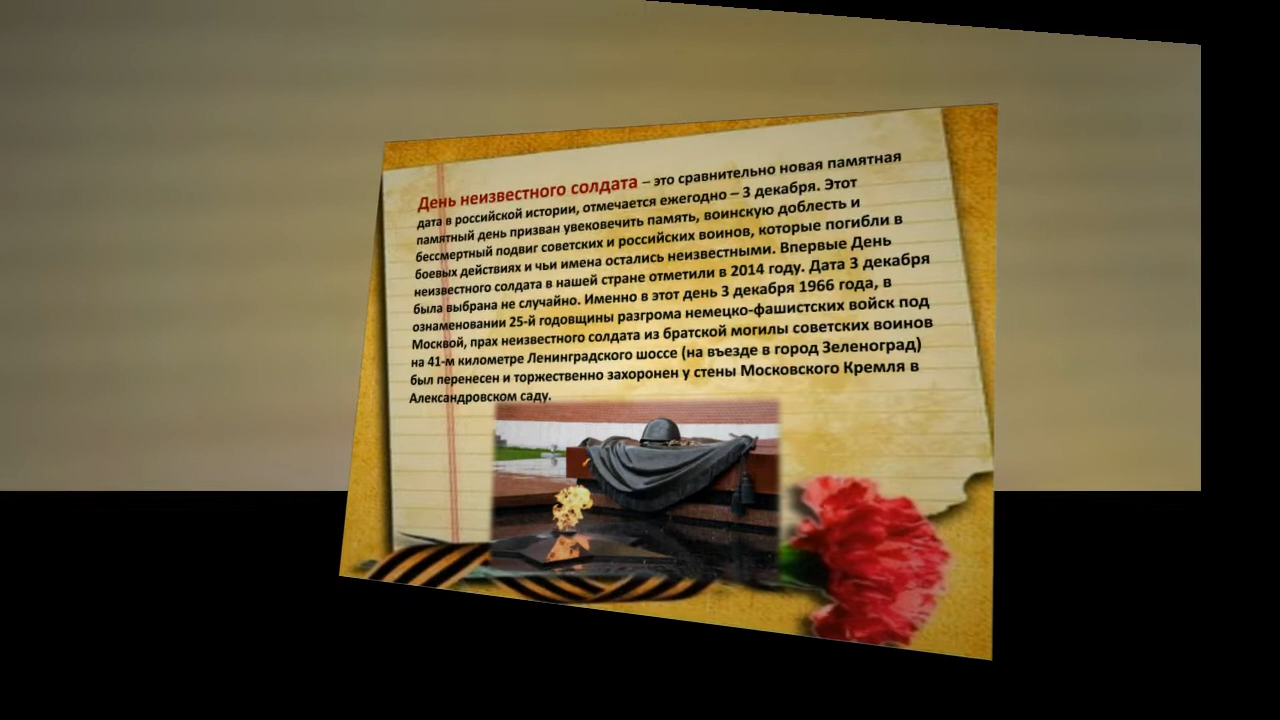 День неизвестного солдата – это сравнительно новая памятная
дата в российской истории, отмечается ежегодно – 3 декабря. Этот
памятный день призван увековечить память, воинскую доблесть и
бессмертный подвиг советских и российских воинов, которые погибли в
боевых действиях и чьи имена остались неизвестными. Впервые День
неизвестного солдата в нашей стране отметили в 2014 году. Дата 3 декабря
была выбрана не случайно. Именно в этот день 3 декабря 1966 года, в
ознаменовании 25-й годовщины разгрома немецко-фашистских войск под
Москвой, прах неизвестного солдата из братской могилы советских воинов
на 41-м километре Ленинградского шоссе (на въезде в город Зеленоград)
был перенесен и торжественно захоронен у стены Московского Кремля в
Александровском саду.